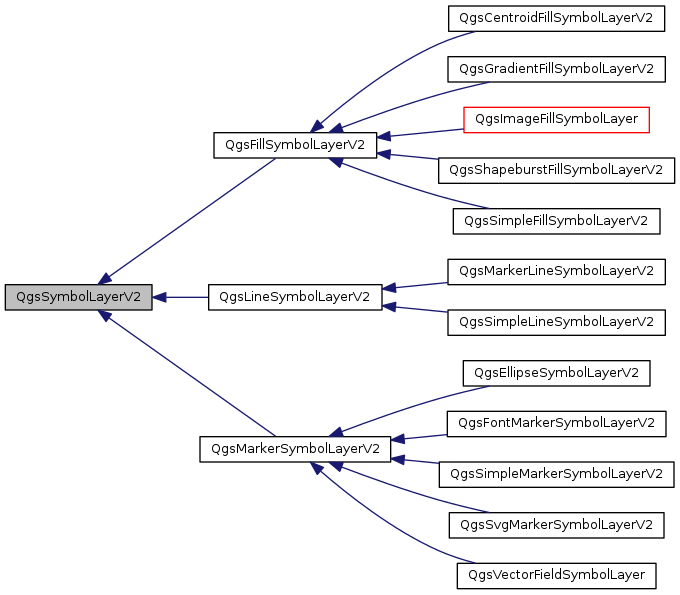 QgsCentroidFillSymbolLayerV2
QgsGradientFillSymbolLayerV2
QgsImageFillSymbolLayer
QgsFillSymbolLayerV2
QgsShapeburstFillSymbolLayerV2
QgsSimpleFillSymbolLayerV2
QgsMarkerLineSymbolLayerV2
QgsSymbolLayerV2
QgsLineSymbolLayerV2
QgsSimpleLineSymbolLayerV2
QgsEllipseSymbolLayerV2
QgsFontMarkerSymbolLayerV2
QgsMarkerSymbolLayerV2
QgsSimpleMarkerSymbolLayerV2
QgsSvgMarkerSymbolLayerV2
QgsVectorFieldSymbolLayer